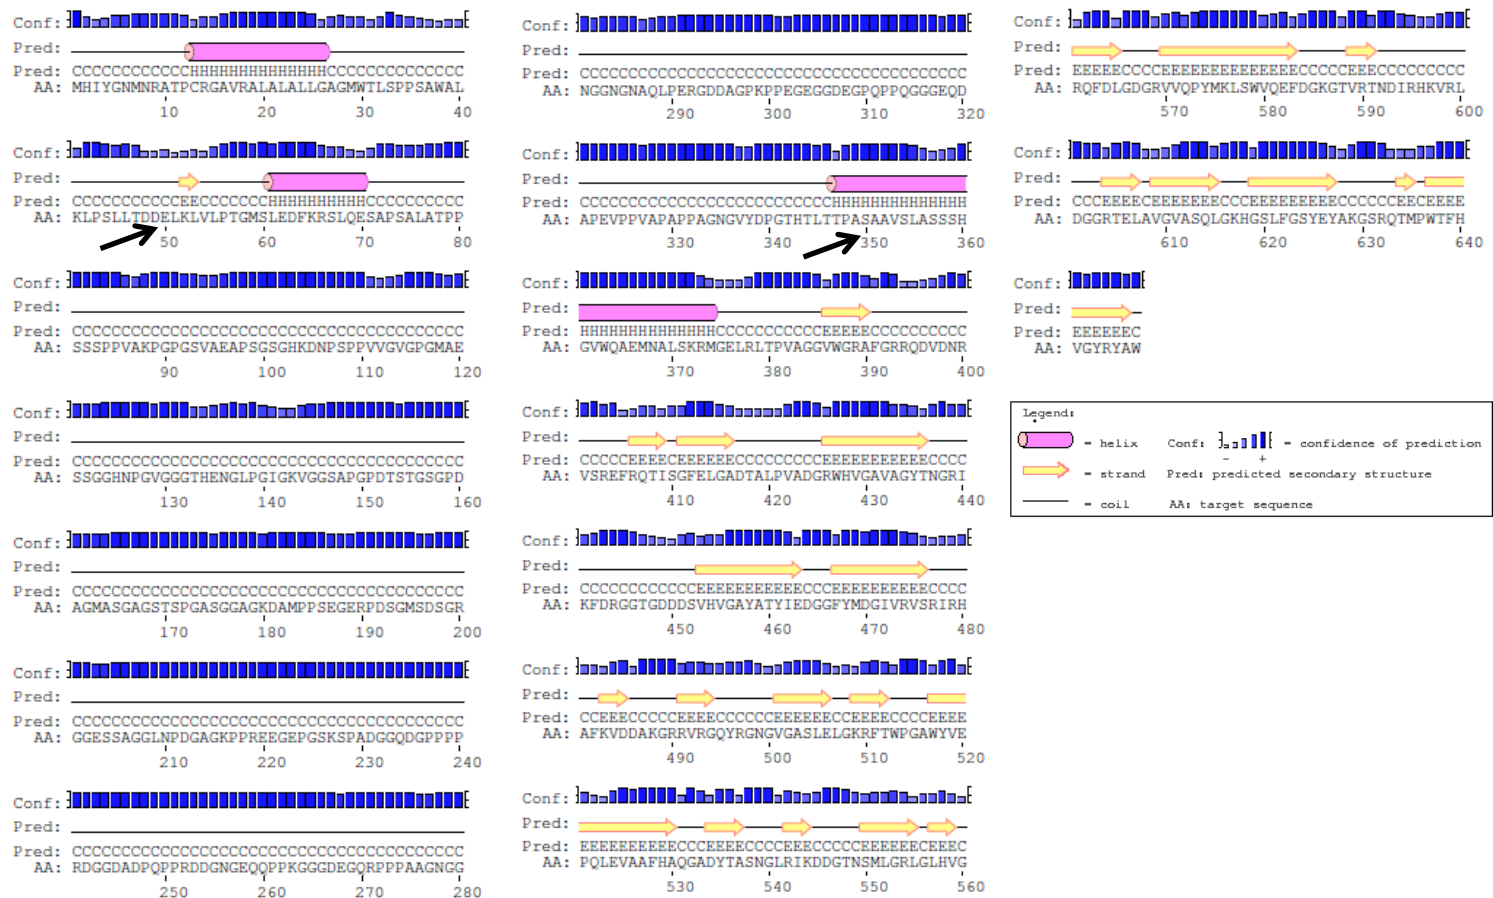 Conf:
Pred:
Pred: CCCCCCCCCCCCHHHHHHHHHHHHHHCCCCCCCCCCCCCC
AA: MHIYGNMNRATPCRGAVRALALALLGAGMWTLSPPSAWAL
10 20 30 40
Conf:
Pred:
Pred: CCCCCCCCCCCEECCCCCCCHHHHHHHHHHCCCCCCCCCC
AA: KLPSLLTDDELKLVLPTGMSLEDFKRSLQESAPSALATPP
50 60 70 80
Conf:
Pred:
Pred: CCCCCCCCCCCCCCCCCCCCCCCCCCCCCCCCCCCCCCCC
AA: SSSPPVAKPGPGSVAEAPSGSGHKDNPSPPVVGVGPGMAE
90 100 110 120
Conf:
Pred:
Pred: CCCCCCCCCCCCCCCCCCCCCCCCCCCCCCCCCCCCCCCC
AA: SSGGHNPGVGGGTHENGLPGIGKVGGSAPGPDTSTGSGPD
130 140 150 160
Conf:
Pred:
Pred: CCCCCCCCCCCCCCCCCCCCCCCCCCCCCCCCCCCCCCCC
AA: AGMASGAGSTSPGASGGAGKDAMPPSEGERPDSGMSDSGR
170 180 190 200
Conf:
Pred:
Pred: CCCCCCCCCCCCCCCCCCCCCCCCCCCCCCCCCCCCCCCC
AA: GGESSAGGLNPDGAGKPPREEGEPGSKSPADGGQDGPPPP
210 220 230 240
Conf:
Pred:
Pred: CCCCCCCCCCCCCCCCCCCCCCCCCCCCCCCCCCCCCCCC
AA: RDGGDADPQPPRDDGNGEQQPPKGGGDEGQRPPPAAGNGG
250 260 270 280
Conf:
Pred:
Pred: CCCCCCCCCCCCCCCCCCCCCCCCCCCCCCCCCCCCCCCC
AA: NGGNGNAQLPERGDDAGPKPPEGEGGDEGPQPPQGGGEQD
290 300 310 320
Conf:
Pred:
Pred: CCCCCCCCCCCCCCCCCCCCCCCCCCHHHHHHHHHHHHHH
AA: APEVPPVAPAPPAGNGVYDPGTHTLTTPASAAVSLASSSH
330 340 350 360
Conf:
Pred:
Pred: HHHHHHHHHHHHHHCCCCCCCCCCCEEEEECCCCCCCCCC
AA: GVWQAEMNALSKRMGELRLTPVAGGVWGRAFGRRQDVDNR
370 380 390 400
Conf:
Pred:
Pred: CCCCCEEEECEEEEEECCCCCCCCCEEEEEEEEEEECCCC
AA: VSREFRQTISGFELGADTALPVADGRWHVGAVAGYTNGRI
410 420 430 440
Conf:
Pred:
Pred: CCCCCCCCCCCCEEEEEEEEEEECCCEEEEEEEEEECCCC
AA: KFDRGGTGDDDSVHVGAYATYIEDGGFYMDGIVRVSRIRH
450 460 470 480
Conf:
Pred:
Pred: CCEEECCCCCEEEECCCCCCEEEEEECCEEEECCCCEEEE
AA: AFKVDDAKGRRVRGQYRGNGVGASLELGKRFTWPGAWYVE
490 500 510 520
Conf:
Pred:
Pred: EEEEEEEEEECCCEEEECCCCEEECCCCCEEEEEECEEEC
AA: PQLEVAAFHAQGADYTASNGLRIKDDGTNSMLGRLGLHVG
530 540 550 560
Conf:
Pred:
Pred: EEEEECCCCEEEEEEEEEEEEEECCCCCEEECCCCCCCCC
AA: RQFDLGDGRVVQPYMKLSWVQEFDGKGTVRTNDIRHKVRL
570 580 590 600
Conf:
Pred:
Pred: CCCEEEECEEEEEEECCCEEEEEEEEECCCCCCEECEEEE
AA: DGGRTELAVGVASQLGKHGSLFGSYEYAKGSRQTMPWTFH
610 620 630 640
Conf:
Pred:
Pred: EEEEEEC
AA: VGYRYAW
Legend:
= helix Conf: - + = confidence of prediction
= strand Pred: predicted secondary structure
= coil AA: target sequence